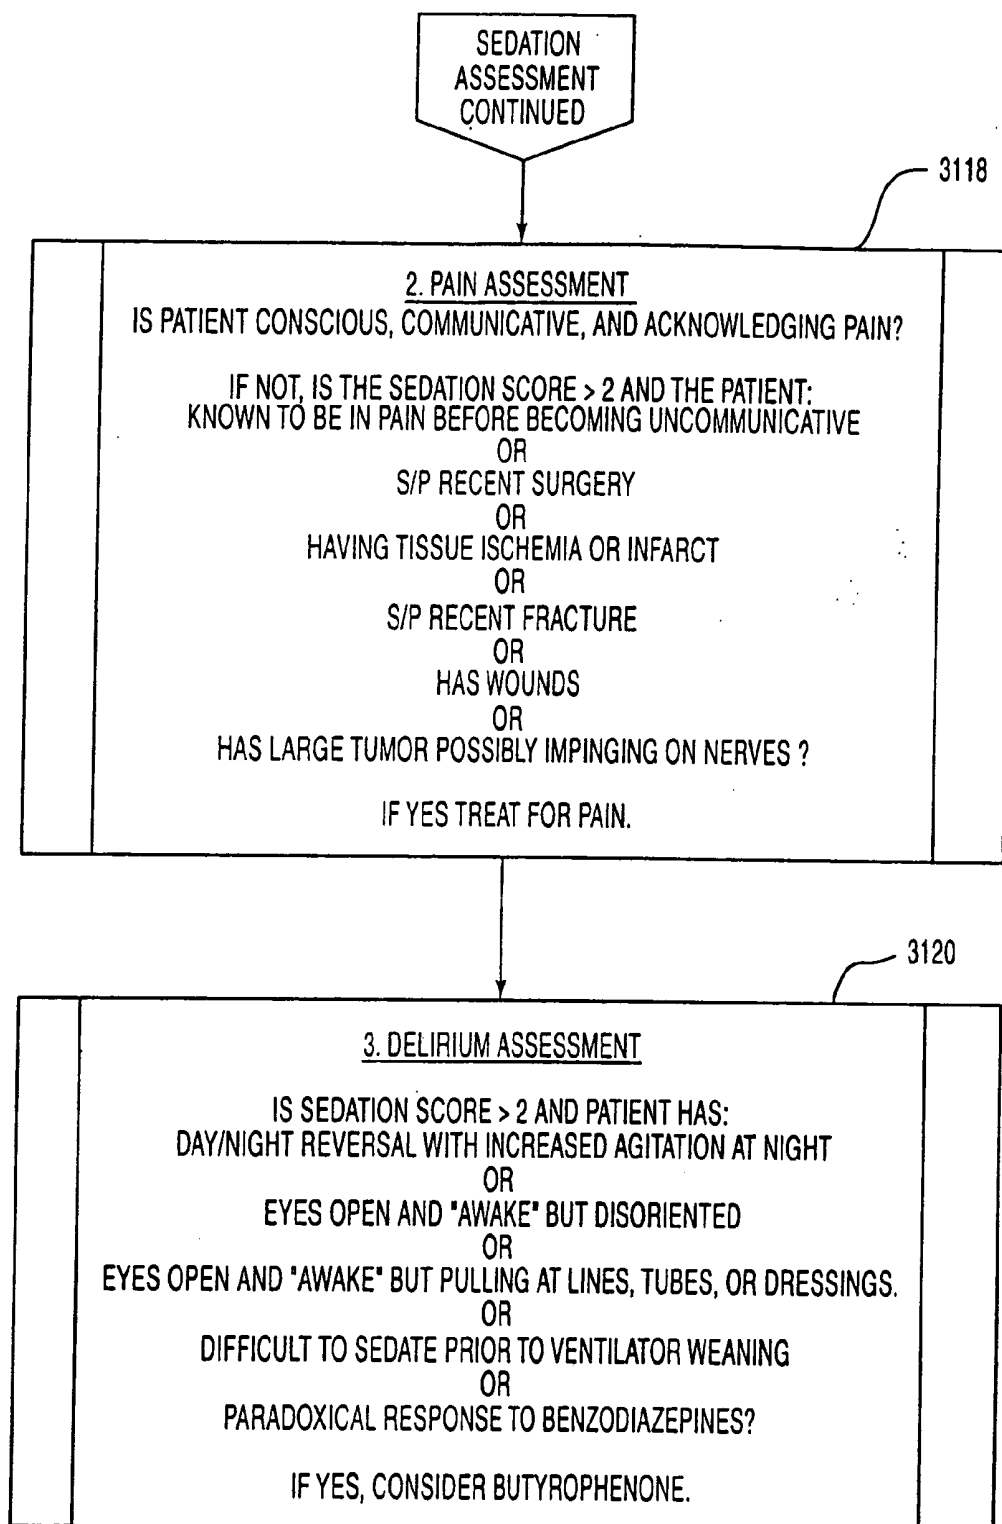 SEDATION
ASSESSMENT
CONTINUED
3118
2. PAIN ASSESSMENT
IS PATIENT CONSCIOUS, COMMUNICATIVE, AND ACKNOWLEDGING PAIN?
IF NOT, IS THE SEDATION SCORE > 2 AND THE PATIENT:
KNOWN TO BE IN PAIN BEFORE BECOMING UNCOMMUNICATIVE
OR
S/P RECENT SURGERY
OR
HAVING TISSUE ISCHEMIA OR INFARCT
OR
S/P RECENT FRACTURE
OR
HAS WOUNDS
OR
HAS LARGE TUMOR POSSIBLY IMPINGING ON NERVES ?
IF YES TREAT FOR PAIN.
3120
3. DELIRIUM ASSESSMENT
IS SEDATION SCORE > 2 AND PATIENT HAS:
DAY/NIGHT REVERSAL WITH INCREASED AGITATION AT NIGHT
OR
EYES OPEN AND "AWAKE" BUT DISORIENTED
OR
EYES OPEN AND "AWAKE" BUT PULLING AT LINES, TUBES, OR DRESSINGS.
OR
DIFFICULT TO SEDATE PRIOR TO VENTILATOR WEANING
OR
PARADOXICAL RESPONSE TO BENZODIAZEPINES?
IF YES, CONSIDER BUTYROPHENONE.